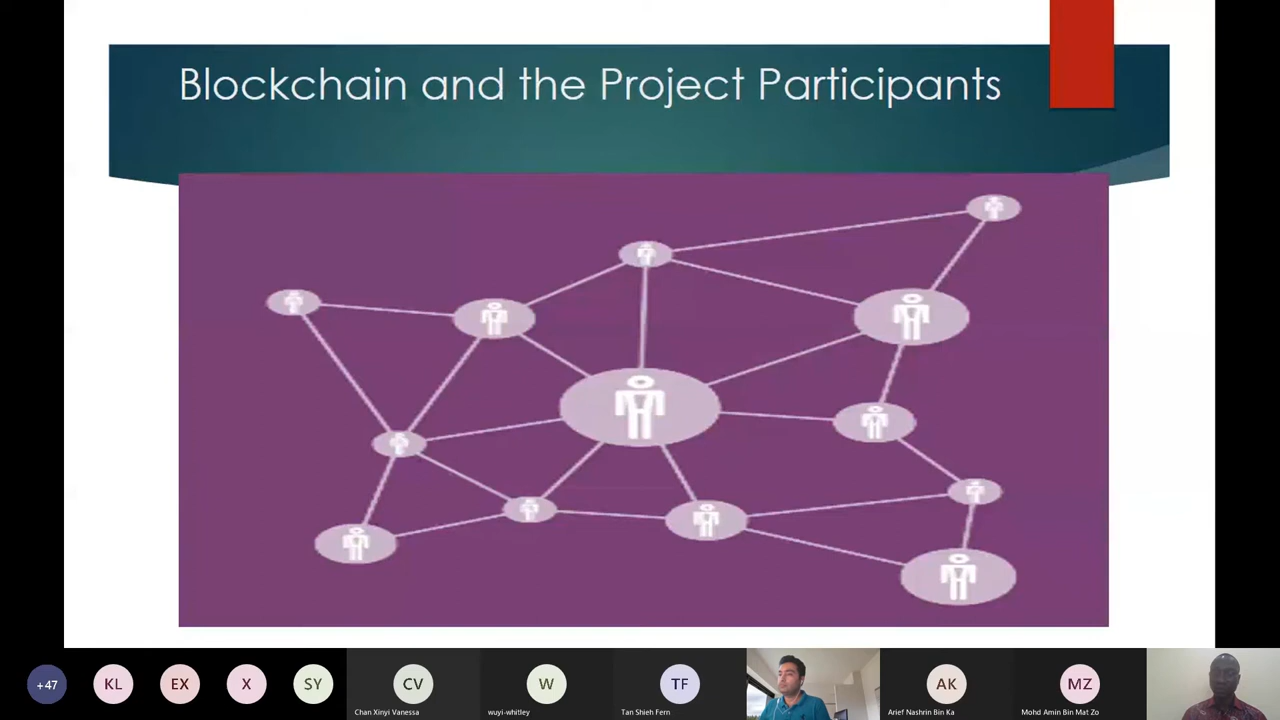 Blockchain and the Project Participants
+47
KL
EX
X
SY
CV
W
TF
AK
MZ
Chan Xinyi Vanessa
wuyi-whitley
Tan Shieh Fern
Arief Nashrin Bin Ka
Mohd Amin Bin Mat Zo